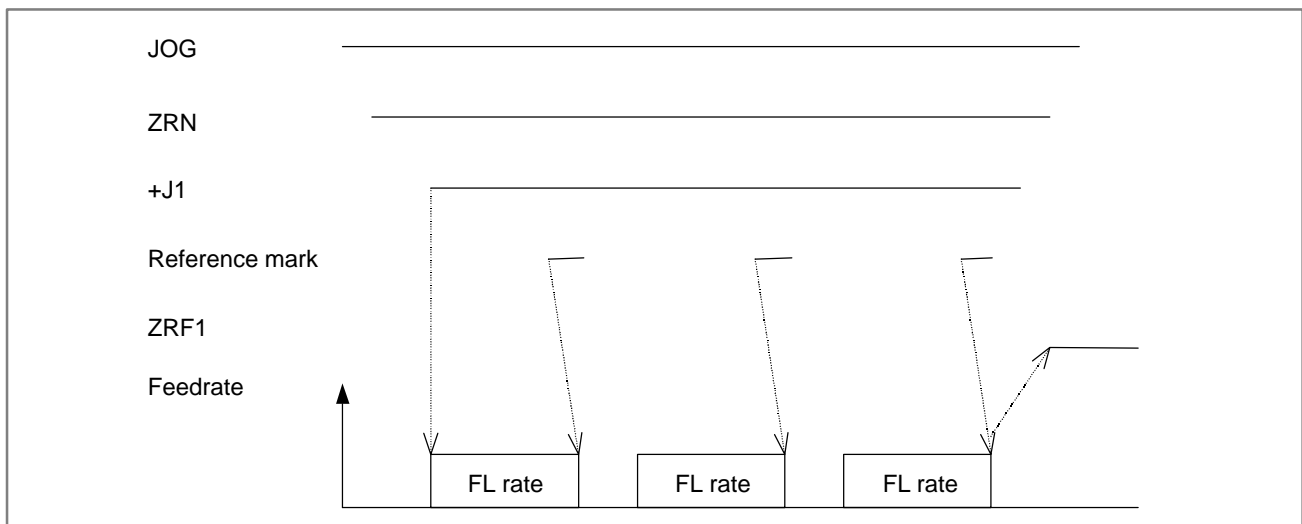 JOG
ZRN
+J1
Reference mark
ZRF1
Feedrate
FL rate FL rate FL rate